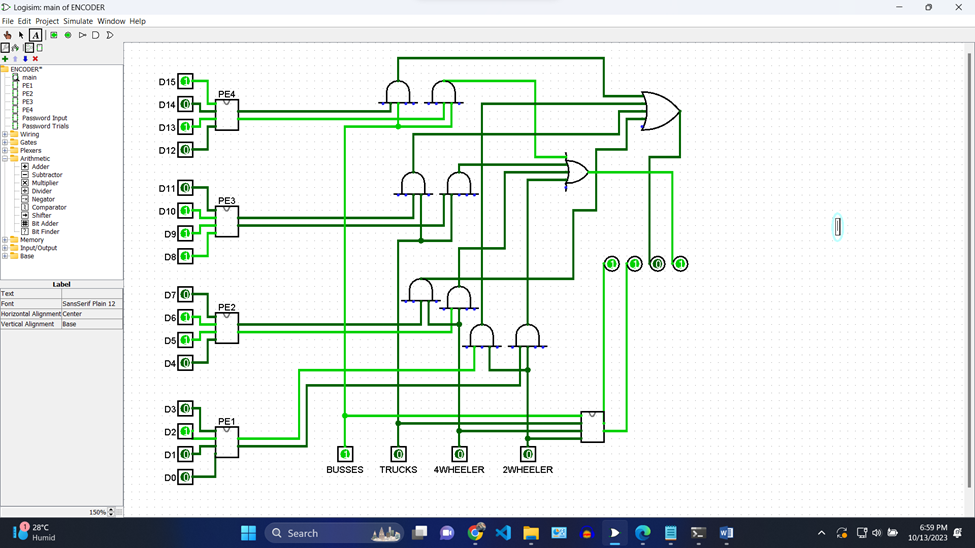 Logisim: main of ENCODER
File Edit Project Simulate Window Help
A
ENCODER*
main
PE1
PE2
PE3
PE4
Password Input
Password Trials
Wiring
Gates
Plexers
Arithmetic
Adder
Subtractor
Multiplier
Divider
Negator
Comparator
Shifter
Bit Adder
Bit Finder
Memory
Input/Output
Base
Label
Text
Font SansSerif Plain 12
Horizontal Alignment Center
Vertical Alignment Base
150%
D15 1
D14 0
D13 1
D12 0
PE4
D11 0
D10 1
D9 1
D8 1
PE3
D7 0
D6 1
D5 1
D4 0
PE2
D3 0
D2 1
D1 0
D0 0
PE1
1 1 0 1
1 0 0 0
BUSSES TRUCKS 4WHEELER 2WHEELER
1
28°C
Humid
Search
6:59 PM
10/13/2023